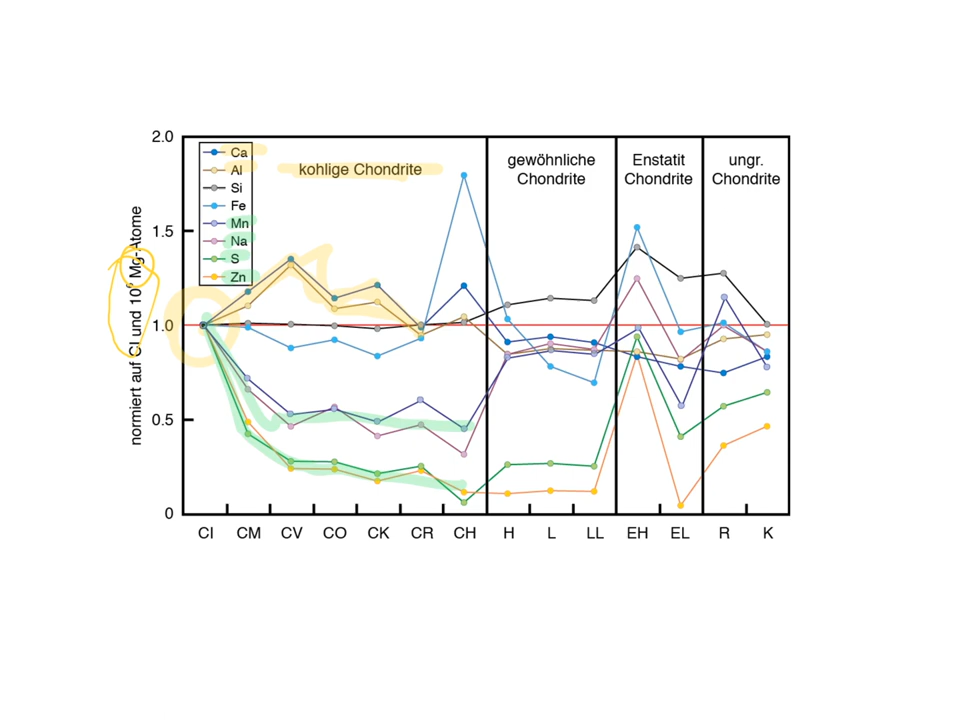 2.0
1.5
1.0
0.5
0
normiert auf CI und 10⁶ Mg-Atome
Ca
Al
Si
Fe
Mn
Na
S
Zn
kohlige Chondrite
gewöhnliche
Chondrite
Enstatit
Chondrite
ungr.
Chondrite
CI CM CV CO CK CR CH H L LL EH EL R K